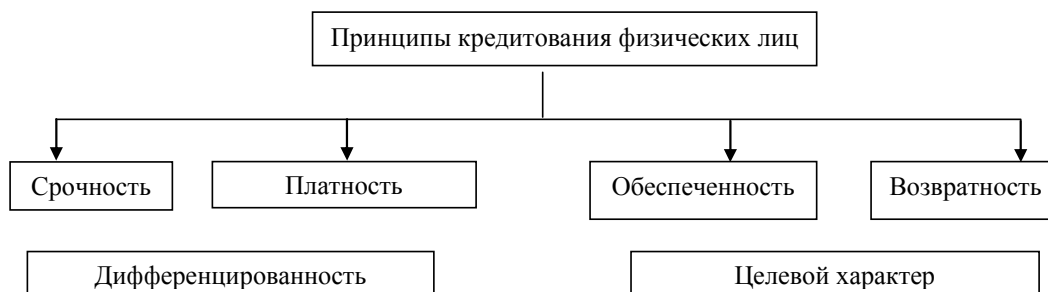 Принципы кредитования физических лиц
Срочность
Платность
Обеспеченность
Возвратность
Дифференцированность
Целевой характер